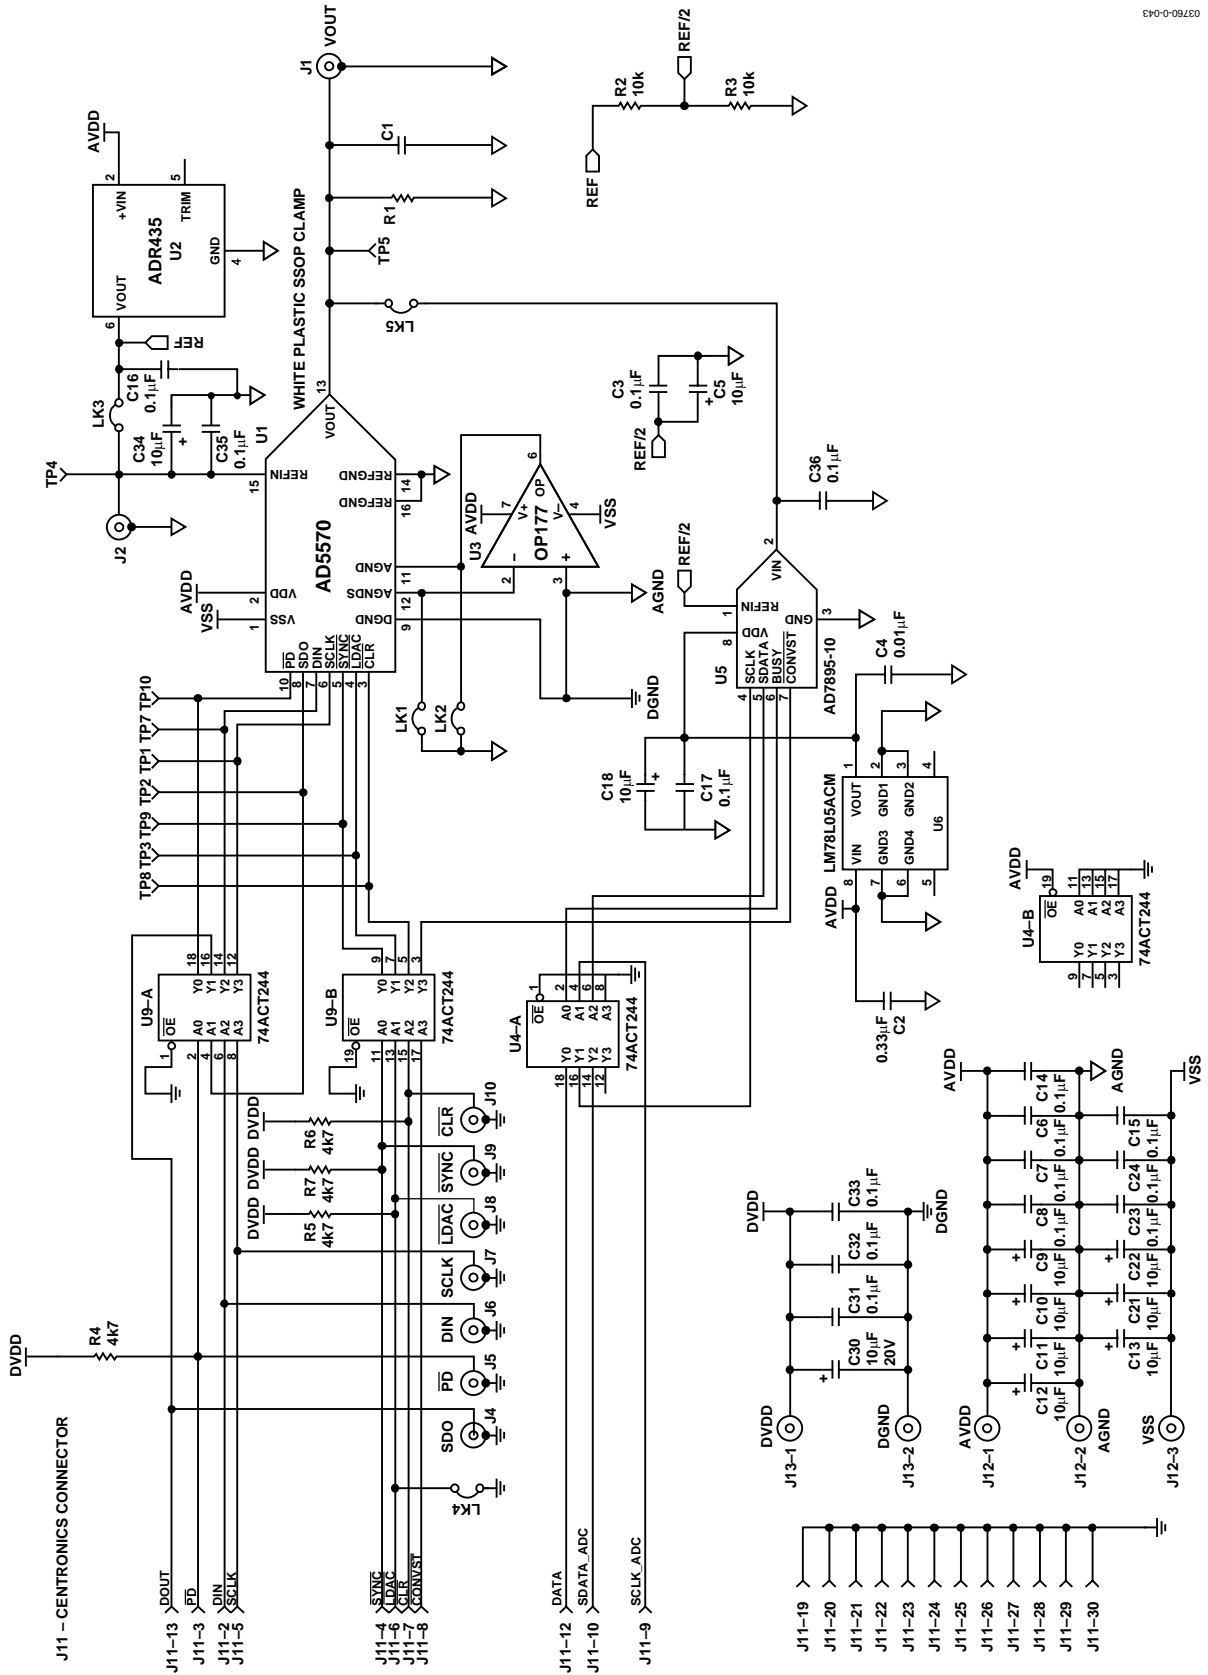 J11 – CENTRONICS CONNECTOR
DVDD
R4
4k7
J11–13
DOUT
J11–3
PD
J11–2
DIN
J11–5
SCLK
J11–4
SYNC
J11–6
LDAC
J11–7
CLR
J11–8
CONVST
J11–12
DATA
J11–10
SDATA_ADC
J11–9
SCLK_ADC
LK4
SDO
J4
PD
J5
DIN
J6
SCLK
J7
LDAC
J8
SYNC
J9
CLR
J10
DVDD
R5
4k7
DVDD
R7
4k7
DVDD
R6
4k7
U9–A
74ACT244
OE
A0
A1
A2
A3
Y0
Y1
Y2
Y3
1
2
4
6
8
18
16
14
12
U9–B
74ACT244
OE
A0
A1
A2
A3
Y0
Y1
Y2
Y3
19
11
13
15
17
9
7
5
3
U4–A
74ACT244
OE
A0
A1
A2
A3
Y0
Y1
Y2
Y3
1
2
4
6
8
18
16
14
12
TP8
TP3
TP9
TP2
TP1
TP7
TP10
U1
AD5570
WHITE PLASTIC SSOP CLAMP
PD
SDO
DIN
SCLK
SYNC
LDAC
CLR
10
8
7
6
5
4
3
VSS
1
VDD
2
REFIN
15
VOUT
13
DGND
9
AGNDS
12
AGND
11
REFGND
16
REFGND
14
VSS
AVDD
J2
TP4
LK3
C34
10µF
+
C35
0.1µF
C16
0.1µF
REF
ADR435
U2
VOUT
6
+VIN
2
TRIM
5
GND
4
AVDD
J1
VOUT
C1
R1
TP5
LK5
LK1
LK2
U3
OP177
AVDD
V+
7
V–
4
VSS
OP
6
–
2
+
3
AGND
DGND
REF
R2
10k
REF/2
R3
10k
REF/2
C3
0.1µF
C5
10µF
+
C36
0.1µF
U5
AD7895-10
SCLK
SDATA
BUSY
CONVST
4
5
6
7
VDD
8
REFIN
1
VIN
2
GND
3
REF/2
C18
10µF
+
C17
0.1µF
C4
0.01µF
LM78L05ACM
U6
VIN
GND3
GND4
VOUT
GND1
GND2
8
7
6
5
1
2
3
4
AVDD
0.33µF
C2
U4–B
74ACT244
AVDD
OE
A0
A1
A2
A3
Y0
Y1
Y2
Y3
19
11
13
15
17
9
7
5
3
J13–1
DVDD
J13–2
DGND
DVDD
DGND
C30
10µF
20V
+
C31
0.1µF
C32
0.1µF
C33
0.1µF
J12–1
AVDD
J12–2
AGND
J12–3
VSS
AVDD
AGND
VSS
C12
10µF
+
C11
10µF
+
C10
10µF
+
C9
10µF
+
C8
0.1µF
C7
0.1µF
C6
0.1µF
C14
0.1µF
C13
10µF
C21
10µF
+
C22
10µF
+
C23
0.1µF
C24
0.1µF
C15
0.1µF
J11–19
J11–20
J11–21
J11–22
J11–23
J11–24
J11–25
J11–26
J11–27
J11–28
J11–29
J11–30
03760-0-043